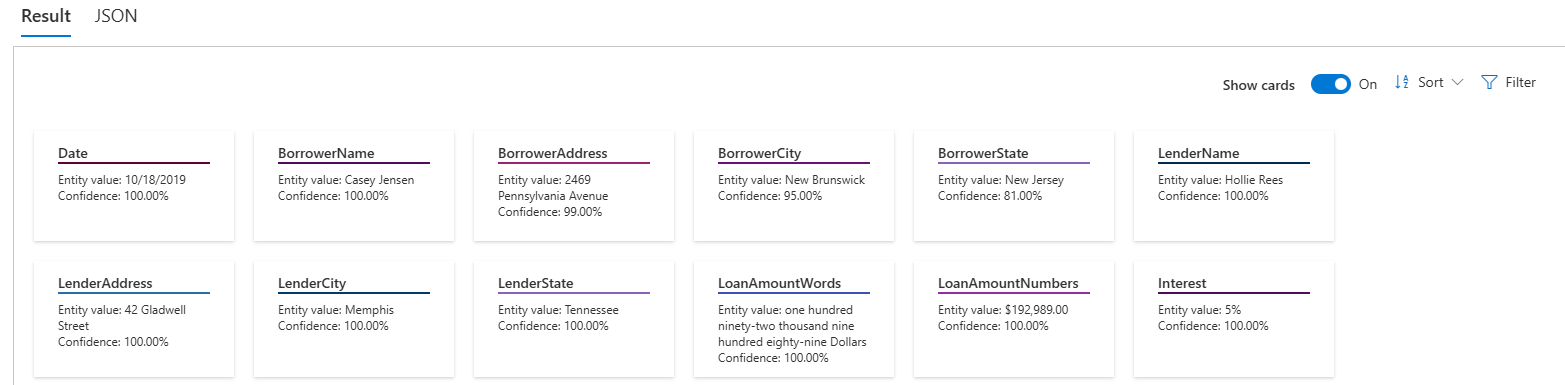 Result JSON
Show cards On Sort Filter
Date
Entity value: 10/18/2019
Confidence: 100.00%
BorrowerName
Entity value: Casey Jensen
Confidence: 100.00%
BorrowerAddress
Entity value: 2469
Pennsylvania Avenue
Confidence: 99.00%
BorrowerCity
Entity value: New Brunswick
Confidence: 95.00%
BorrowerState
Entity value: New Jersey
Confidence: 81.00%
LenderName
Entity value: Hollie Rees
Confidence: 100.00%
LenderAddress
Entity value: 42 Gladwell
Street
Confidence: 100.00%
LenderCity
Entity value: Memphis
Confidence: 100.00%
LenderState
Entity value: Tennessee
Confidence: 100.00%
LoanAmountWords
Entity value: one hundred
ninety-two thousand nine
hundred eighty-nine Dollars
Confidence: 100.00%
LoanAmountNumbers
Entity value: $192,989.00
Confidence: 100.00%
Interest
Entity value: 5%
Confidence: 100.00%